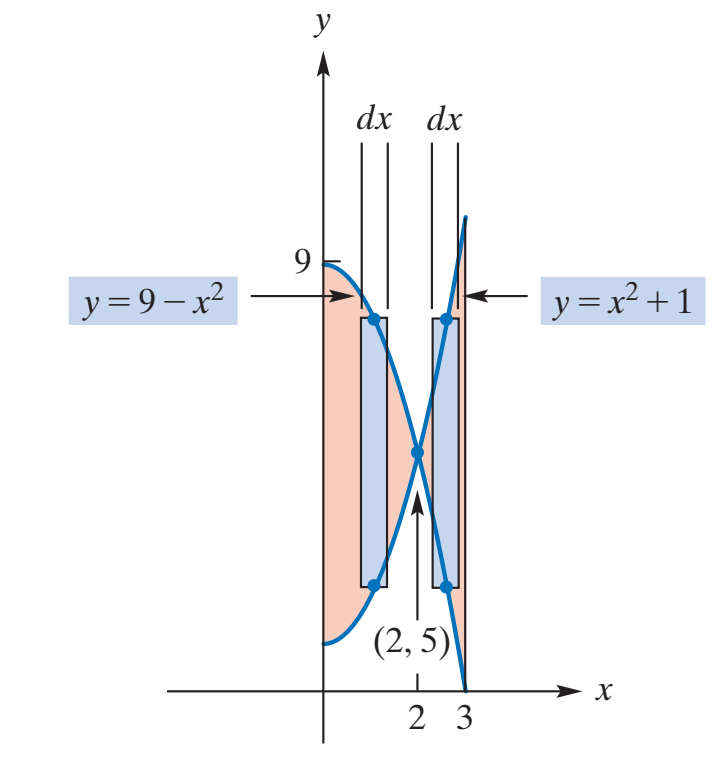 y
dx dx
9
y = 9 − x²
y = x² + 1
(2, 5)
x
2 3